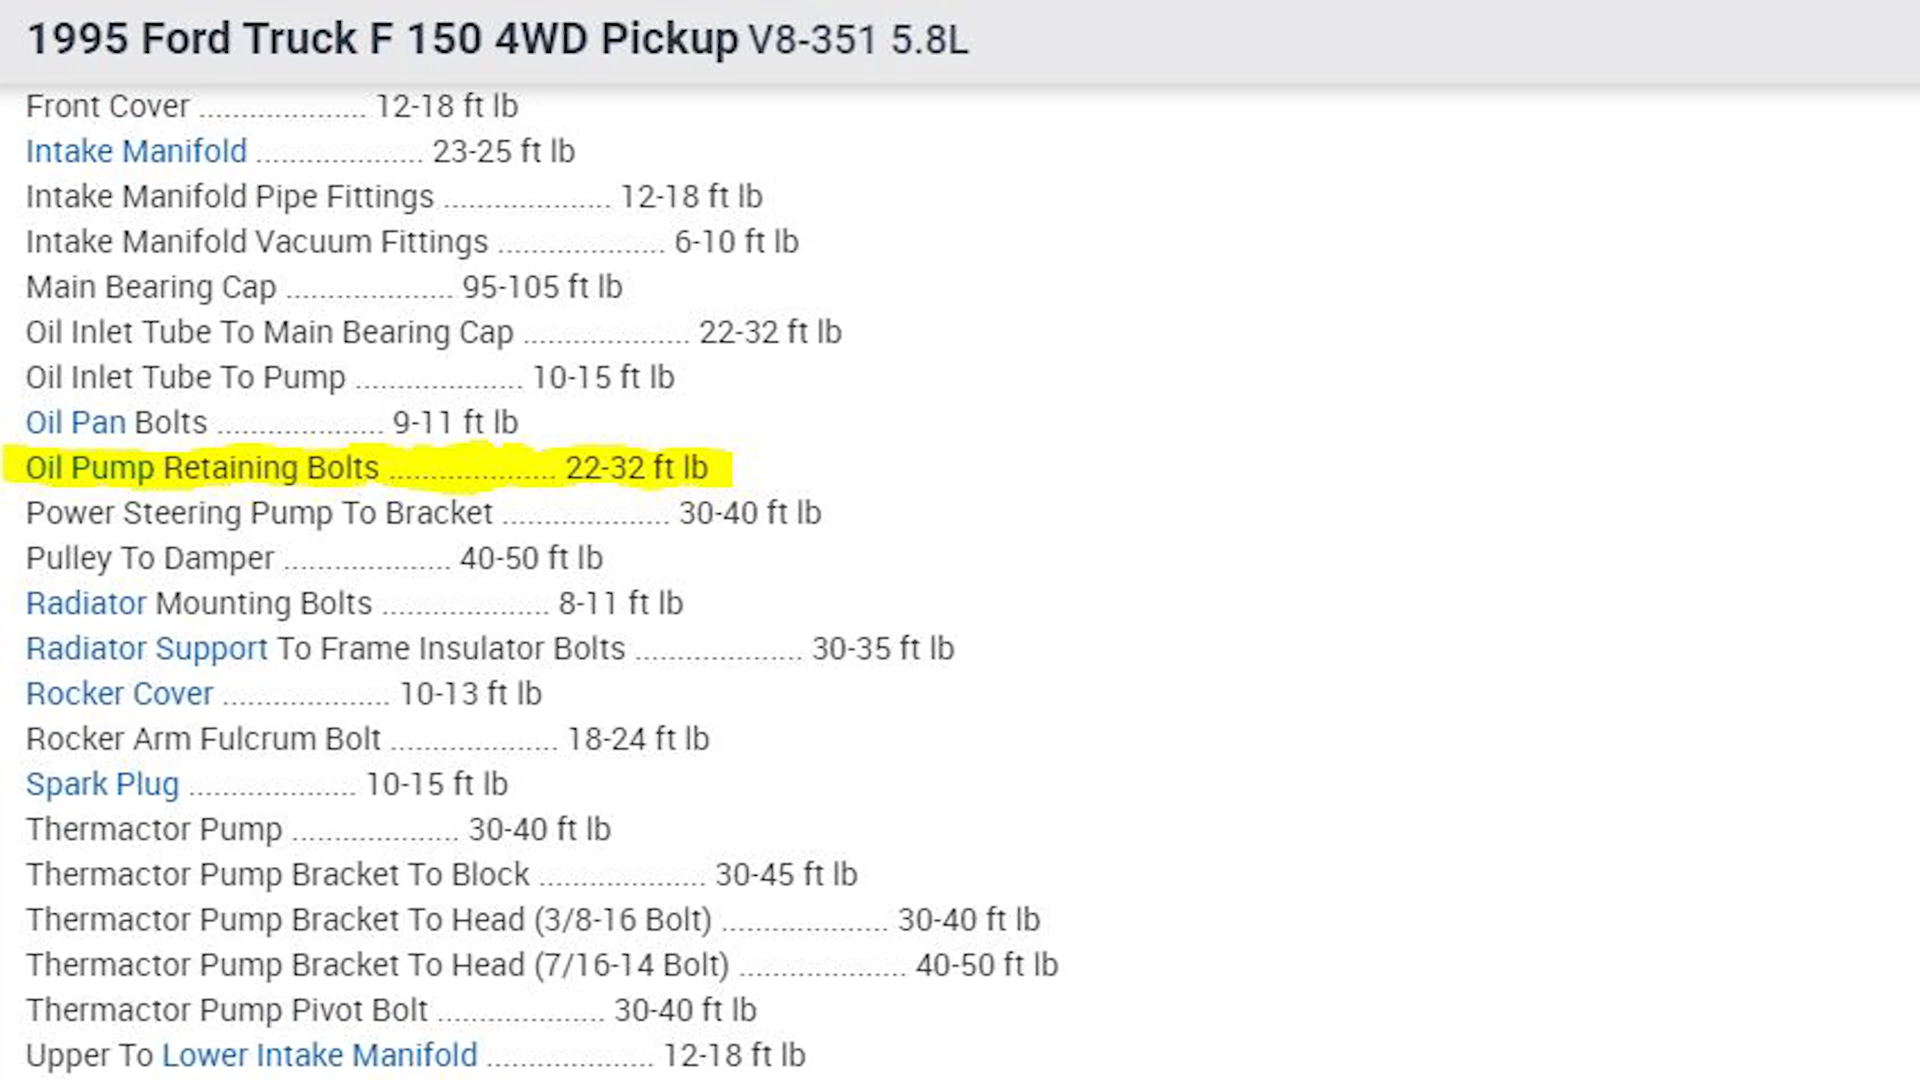 1995 Ford Truck F 150 4WD Pickup V8-351 5.8L
Front Cover .................... 12-18 ft lb
Intake Manifold .................... 23-25 ft lb
Intake Manifold Pipe Fittings .................... 12-18 ft lb
Intake Manifold Vacuum Fittings .................... 6-10 ft lb
Main Bearing Cap .................... 95-105 ft lb
Oil Inlet Tube To Main Bearing Cap .................... 22-32 ft lb
Oil Inlet Tube To Pump .................... 10-15 ft lb
Oil Pan Bolts .................... 9-11 ft lb
Oil Pump Retaining Bolts .................... 22-32 ft lb
Power Steering Pump To Bracket .................... 30-40 ft lb
Pulley To Damper .................... 40-50 ft lb
Radiator Mounting Bolts .................... 8-11 ft lb
Radiator Support To Frame Insulator Bolts .................... 30-35 ft lb
Rocker Cover .................... 10-13 ft lb
Rocker Arm Fulcrum Bolt .................... 18-24 ft lb
Spark Plug .................... 10-15 ft lb
Thermactor Pump .................... 30-40 ft lb
Thermactor Pump Bracket To Block .................... 30-45 ft lb
Thermactor Pump Bracket To Head (3/8-16 Bolt) .................... 30-40 ft lb
Thermactor Pump Bracket To Head (7/16-14 Bolt) .................... 40-50 ft lb
Thermactor Pump Pivot Bolt .................... 30-40 ft lb
Upper To Lower Intake Manifold .................... 12-18 ft lb